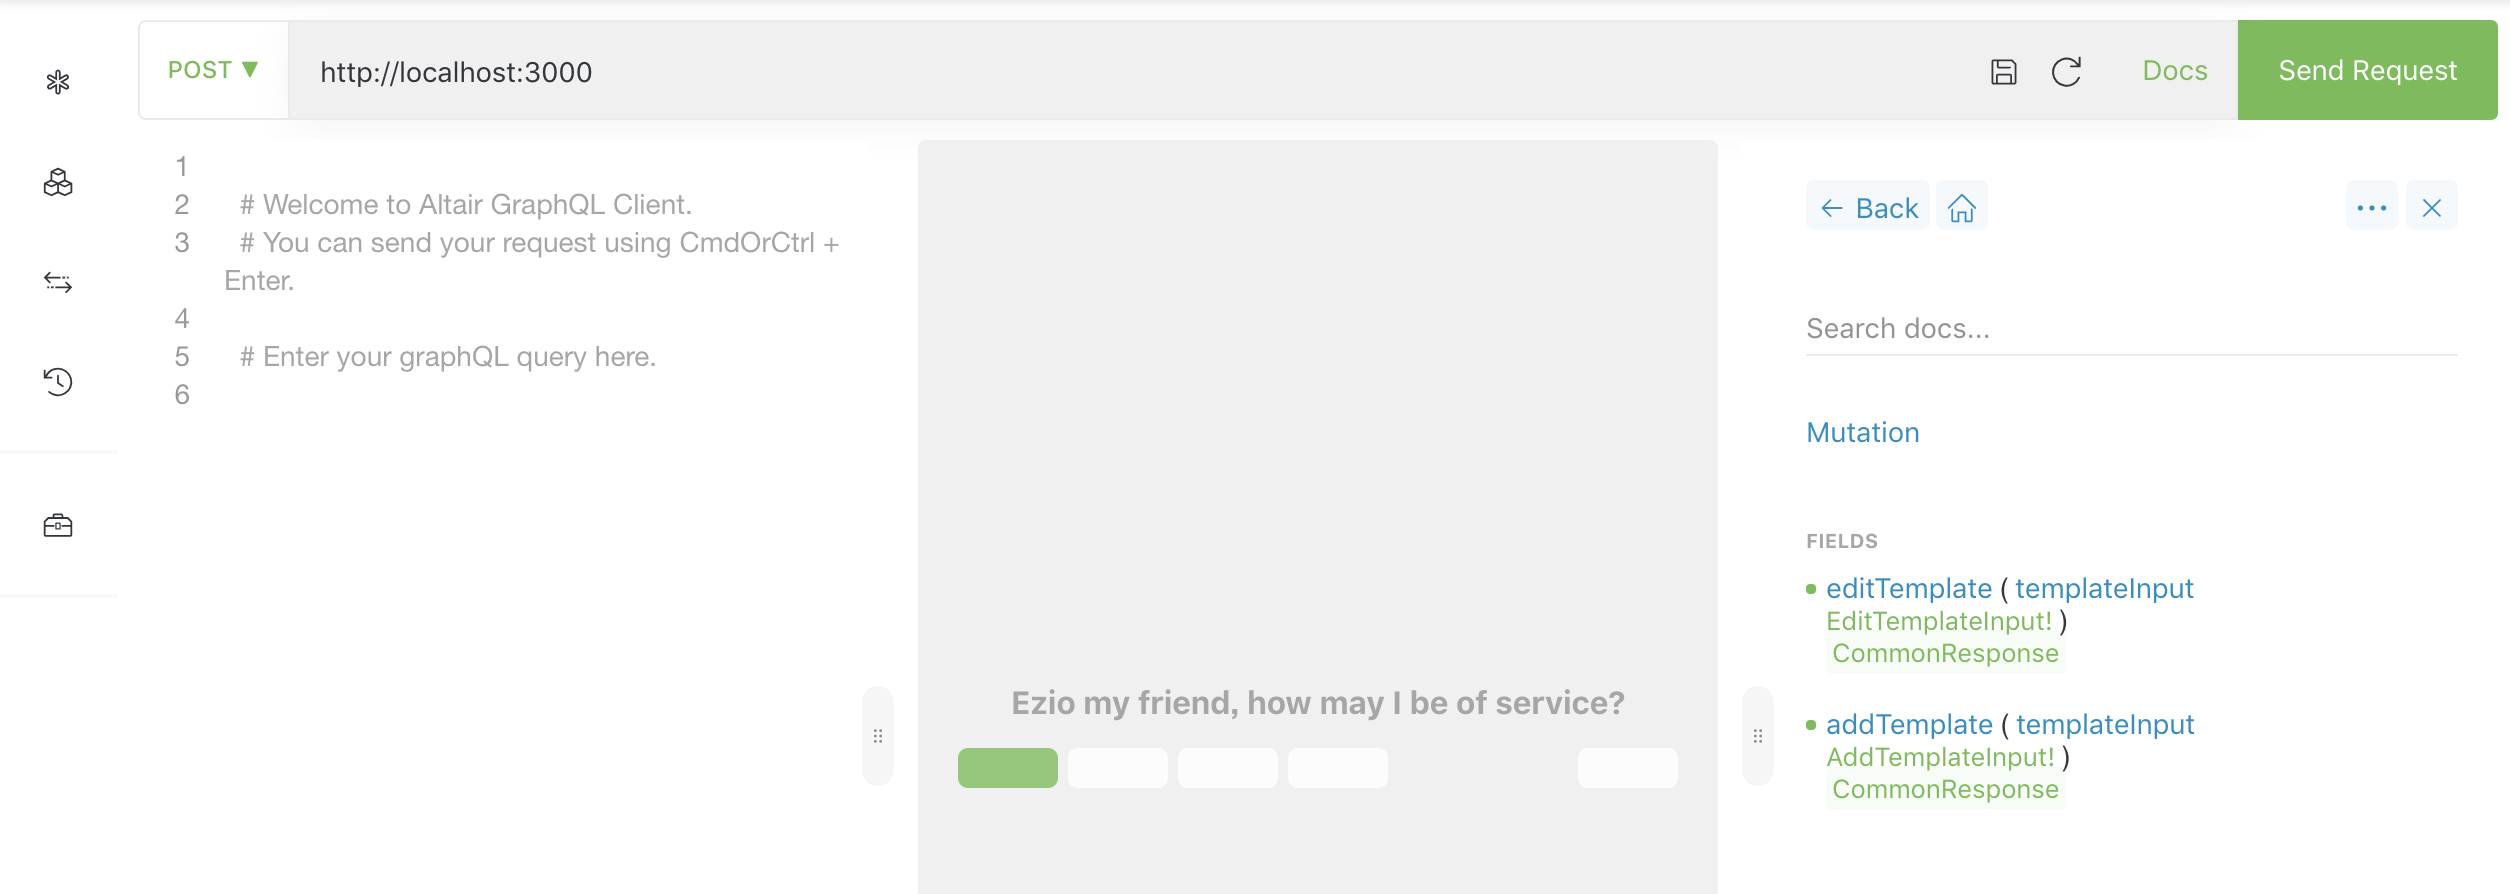 POST ▼
http://localhost:3000
Docs
Send Request
1
2 # Welcome to Altair GraphQL Client.
3 # You can send your request using CmdOrCtrl +
Enter.
4
5 # Enter your graphQL query here.
6
Ezio my friend, how may I be of service?
← Back
Search docs...
Mutation
FIELDS
editTemplate ( templateInput
EditTemplateInput! )
CommonResponse
addTemplate ( templateInput
AddTemplateInput! )
CommonResponse